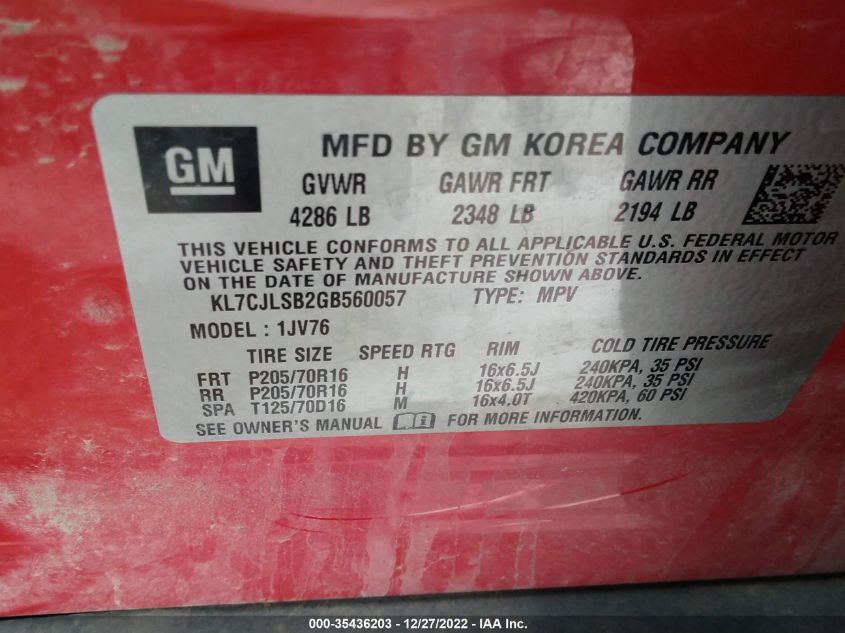 GM
MFD BY GM KOREA COMPANY
GVWR GAWR FRT GAWR RR
4286 LB 2348 LB 2194 LB
THIS VEHICLE CONFORMS TO ALL APPLICABLE U.S. FEDERAL MOTOR
VEHICLE SAFETY AND THEFT PREVENTION STANDARDS IN EFFECT
ON THE DATE OF MANUFACTURE SHOWN ABOVE.
KL7CJLSB2GB560057 TYPE: MPV
MODEL : 1JV76
TIRE SIZE SPEED RTG RIM COLD TIRE PRESSURE
FRT P205/70R16 H 16x6.5J 240KPA, 35 PSI
RR P205/70R16 H 16x6.5J 240KPA, 35 PSI
SPA T125/70D16 M 16x4.0T 420KPA, 60 PSI
SEE OWNER'S MANUAL i FOR MORE INFORMATION.
000-35436203 - 12/27/2022 - IAA Inc.